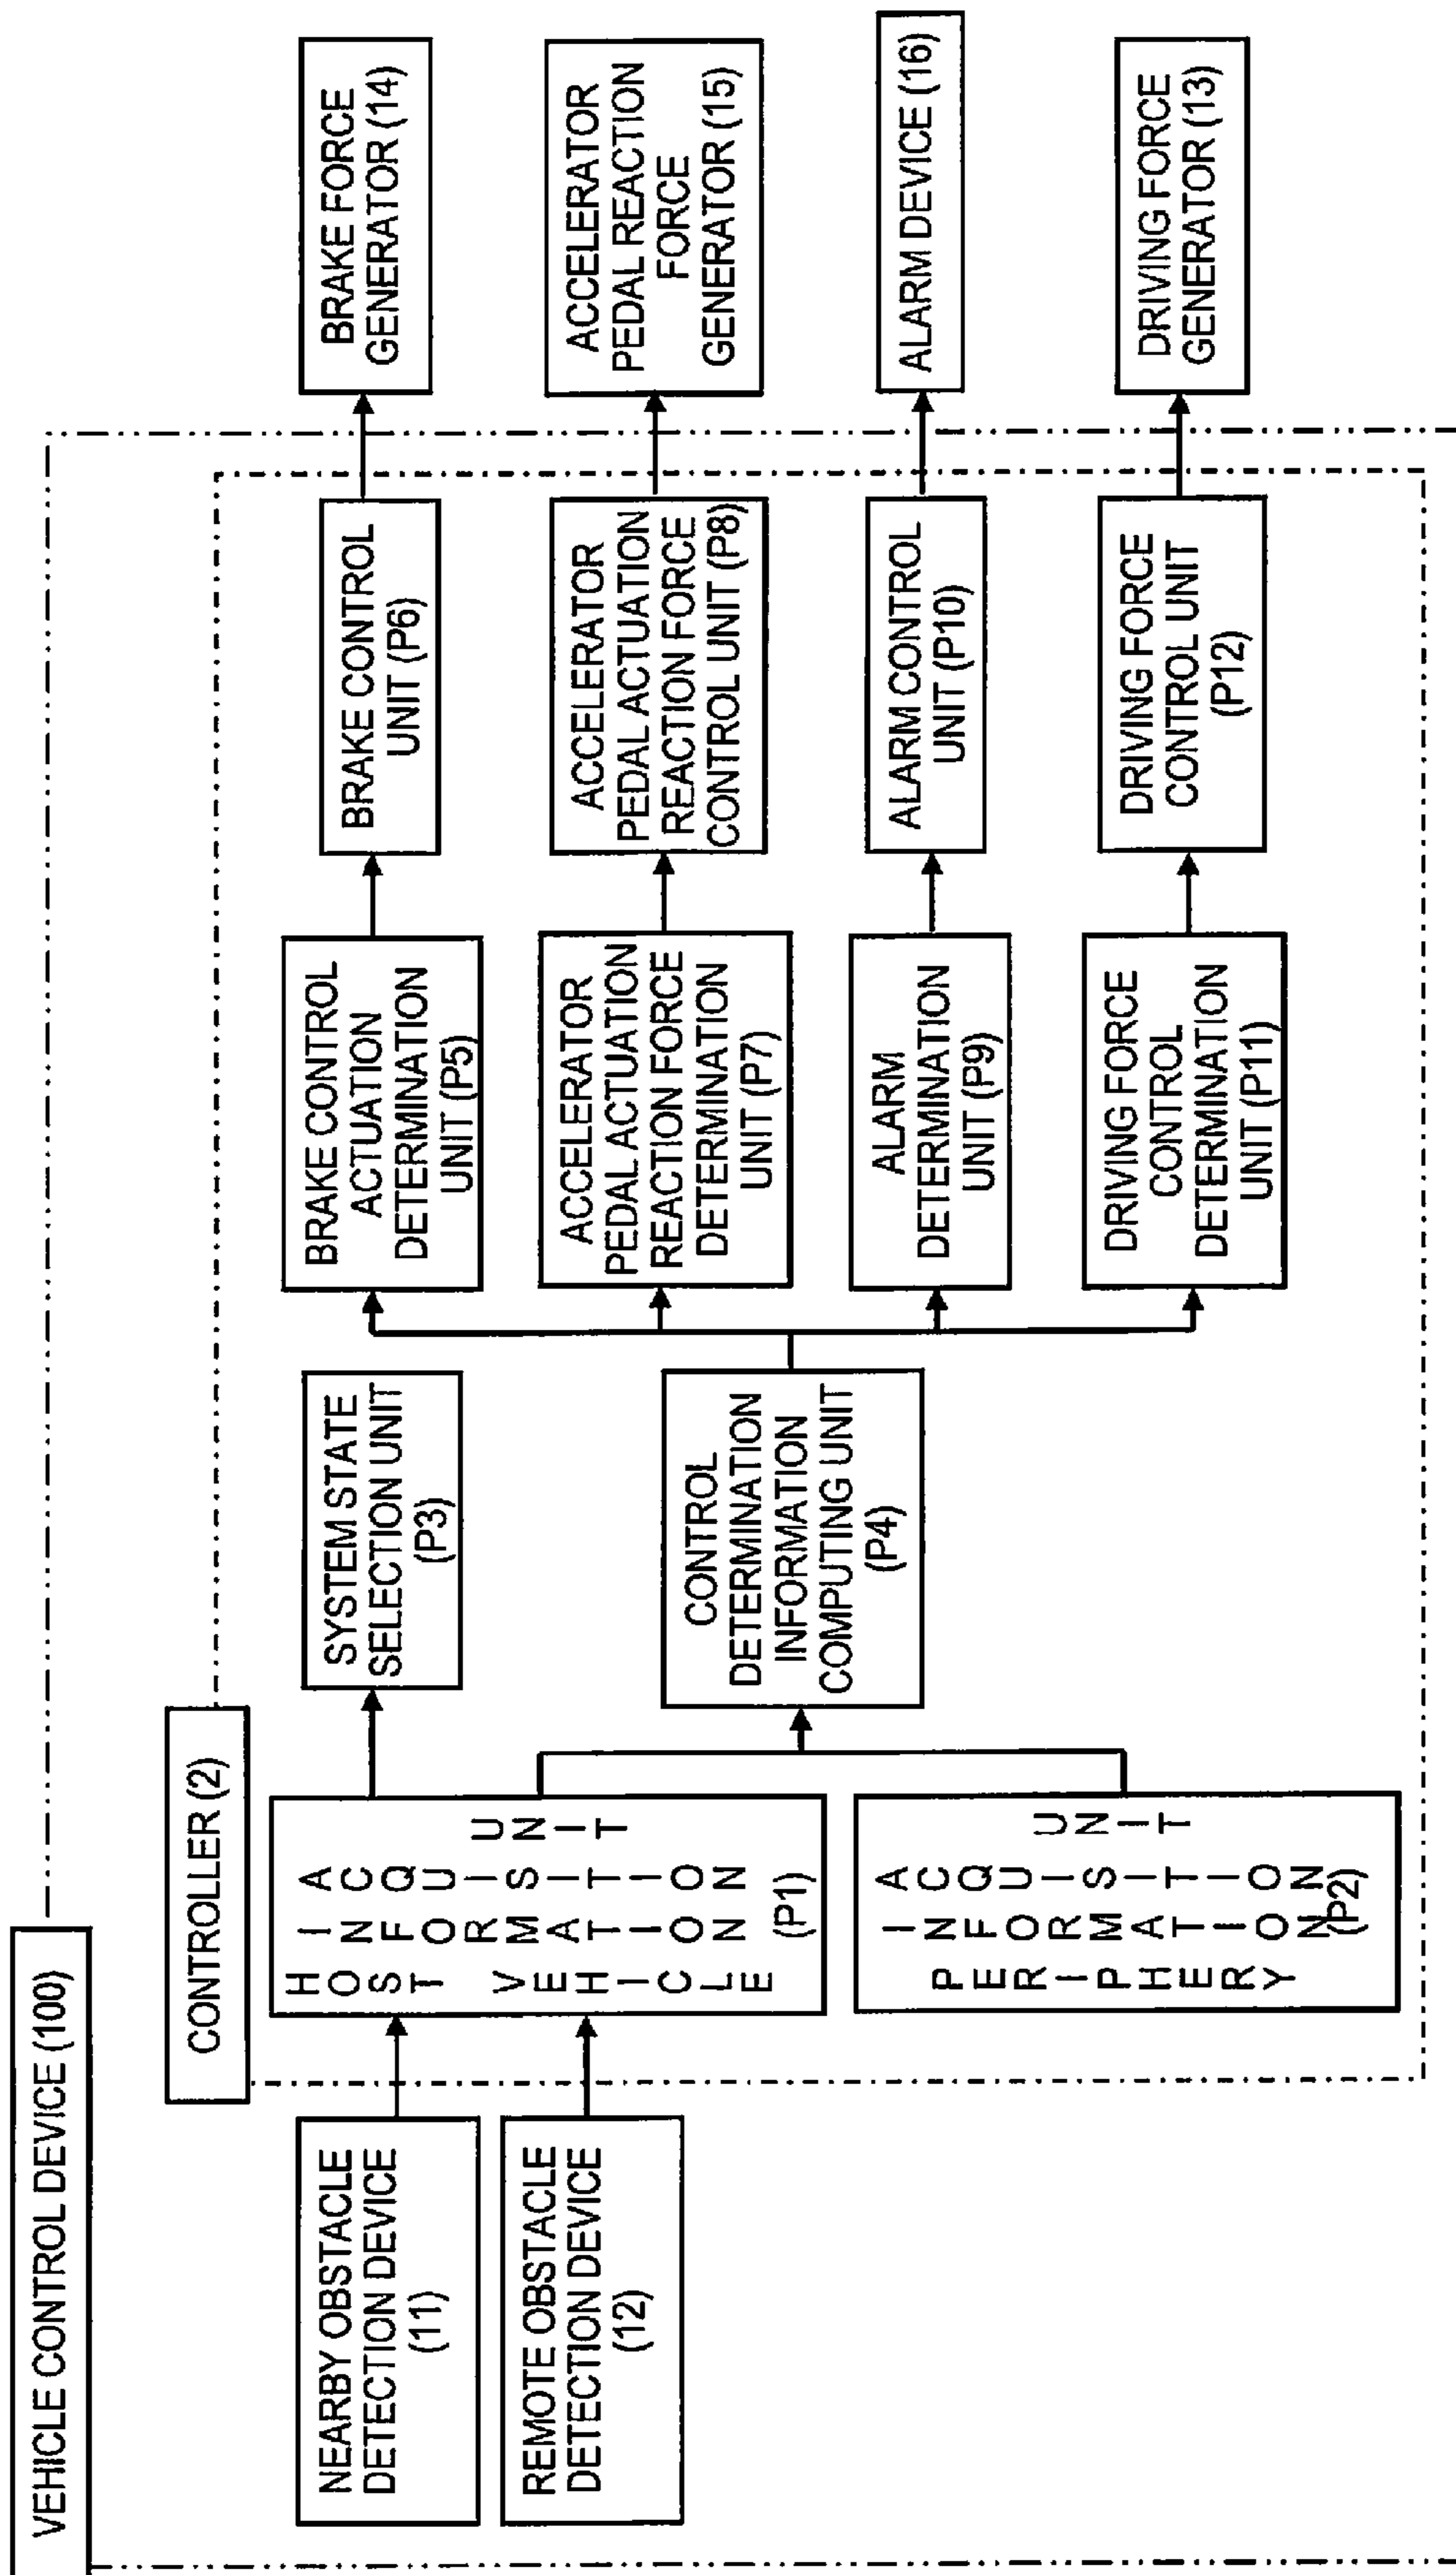 VEHICLE CONTROL DEVICE (100)
CONTROLLER (2)
NEARBY OBSTACLE
DETECTION DEVICE
(11)
REMOTE OBSTACLE
DETECTION DEVICE
(12)
HOST VEHICLE
INFORMATION
ACQUISITION
UNIT
(P1)
PERIPHERY
INFORMATION
ACQUISITION
UNIT
(P2)
SYSTEM STATE
SELECTION UNIT
(P3)
CONTROL
DETERMINATION
INFORMATION
COMPUTING UNIT
(P4)
BRAKE CONTROL
ACTUATION
DETERMINATION
UNIT (P5)
ACCELERATOR
PEDAL ACTUATION
REACTION FORCE
DETERMINATION
UNIT (P7)
ALARM
DETERMINATION
UNIT (P9)
DRIVING FORCE
CONTROL
DETERMINATION
UNIT (P11)
BRAKE CONTROL
UNIT (P6)
ACCELERATOR
PEDAL ACTUATION
REACTION FORCE
CONTROL UNIT (P8)
ALARM CONTROL
UNIT (P10)
DRIVING FORCE
CONTROL UNIT
(P12)
BRAKE FORCE
GENERATOR (14)
ACCELERATOR
PEDAL REACTION
FORCE
GENERATOR (15)
ALARM DEVICE (16)
DRIVING FORCE
GENERATOR (13)